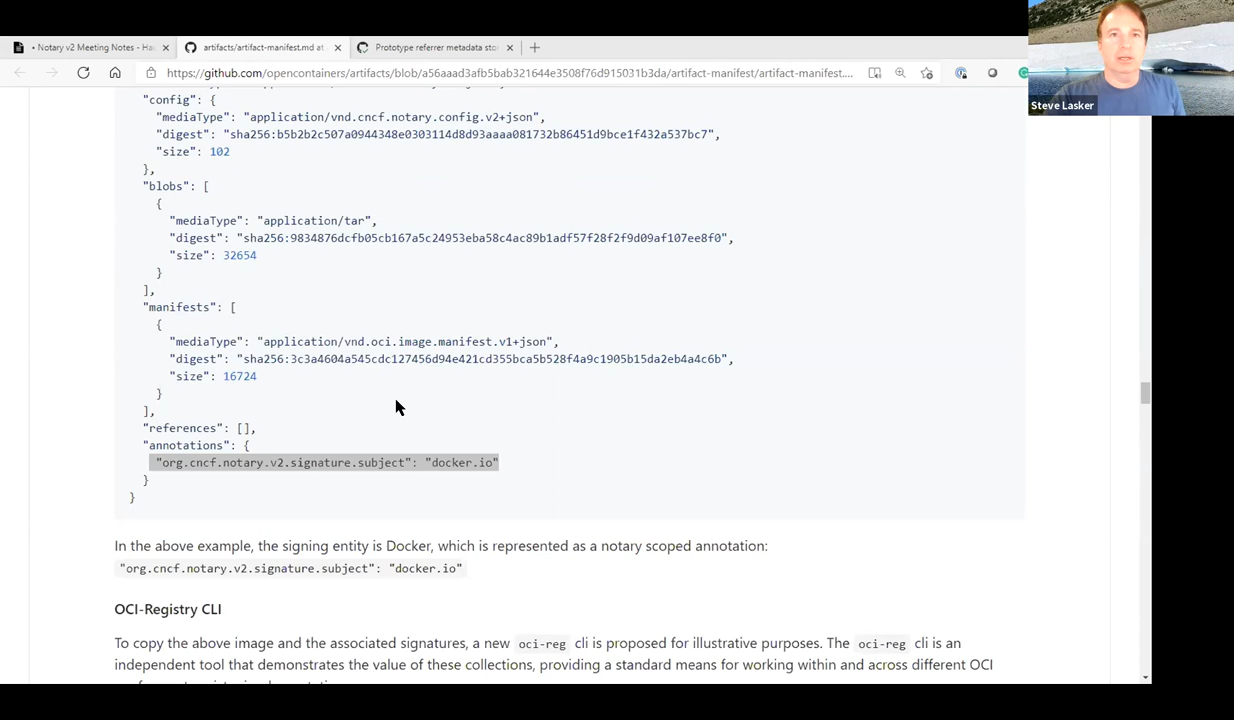 Notary v2 Meeting Notes - Ha
artifacts/artifact-manifest.md at
Prototype referrer metadata sto
https://github.com/opencontainers/artifacts/blob/a56aaad3afb5bab321644e3508f76d915031b3da/artifact-manifest/artifact-manifest....
Steve Lasker
"config": {
"mediaType": "application/vnd.cncf.notary.config.v2+json",
"digest": "sha256:b5b2b2c507a0944348e0303114d8d93aaaa081732b86451d9bce1f432a537bc7",
"size": 102
},
"blobs": [
{
"mediaType": "application/tar",
"digest": "sha256:9834876dcfb05cb167a5c24953eba58c4ac89b1adf57f28f2f9d09af107ee8f0",
"size": 32654
}
],
"manifests": [
{
"mediaType": "application/vnd.oci.image.manifest.v1+json",
"digest": "sha256:3c3a4604a545cdc127456d94e421cd355bca5b528f4a9c1905b15da2eb4a4c6b",
"size": 16724
}
],
"references": [],
"annotations": {
"org.cncf.notary.v2.signature.subject": "docker.io"
}
}
In the above example, the signing entity is Docker, which is represented as a notary scoped annotation:
"org.cncf.notary.v2.signature.subject": "docker.io"
OCI-Registry CLI
To copy the above image and the associated signatures, a new oci-reg cli is proposed for illustrative purposes. The oci-reg cli is an
independent tool that demonstrates the value of these collections, providing a standard means for working within and across different OCI